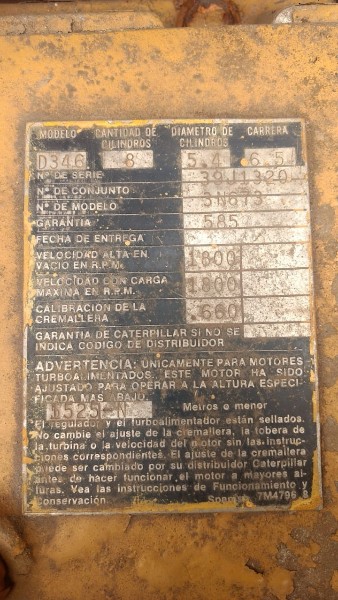 MODELO CANTIDAD DE CILINDROS DIAMETRO DE CILINDROS CARRERA
D346 8 5.4 6.5
Nº DE SERIE 39J1320
Nº DE CONJUNTO
Nº DE MODELO
GARANTIA 585
FECHA DE ENTREGA
VELOCIDAD ALTA EN VACIO EN R.P.M. 1800
VELOCIDAD CON CARGA MAXIMA EN R.P.M. 1800
CALIBRACIÓN DE LA CREMALLERA 660
GARANTIA DE CATERPILLAR SI NO SE
INDICA CODIGO DE DISTRIBUIDOR
ADVERTENCIA: UNICAMENTE PARA MOTORES
TURBOALIMENTADOS. ESTE MOTOR HA SIDO
AJUSTADO PARA OPERAR A LA ALTURA ESPECI-
FICADA MAS ABAJO.
Metros o menor
El regulador y el turboalimentador están sellados.
No cambie el ajuste de la cremallera, la tobera de
la turbina o la velocidad del motor sin las instruc-
ciones correspondientes. El ajuste de la cremallera
puede ser cambiado por su distribuidor Caterpillar
antes de hacer funcionar el motor a mayores al-
turas. Vea las instrucciones de Funcionamiento y
Conservación. 7M4796